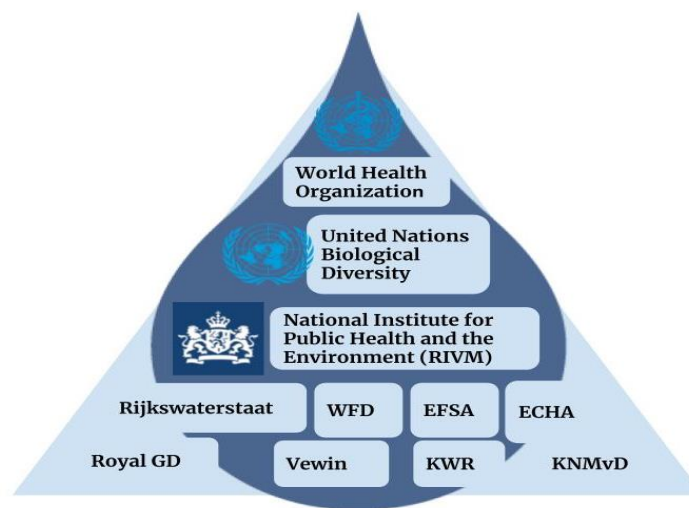 World Health
Organization
United Nations
Biological
Diversity
National Institute for
Public Health and the
Environment (RIVM)
Rijkswaterstaat WFD EFSA ECHA
Royal GD Vewin KWR KNMvD